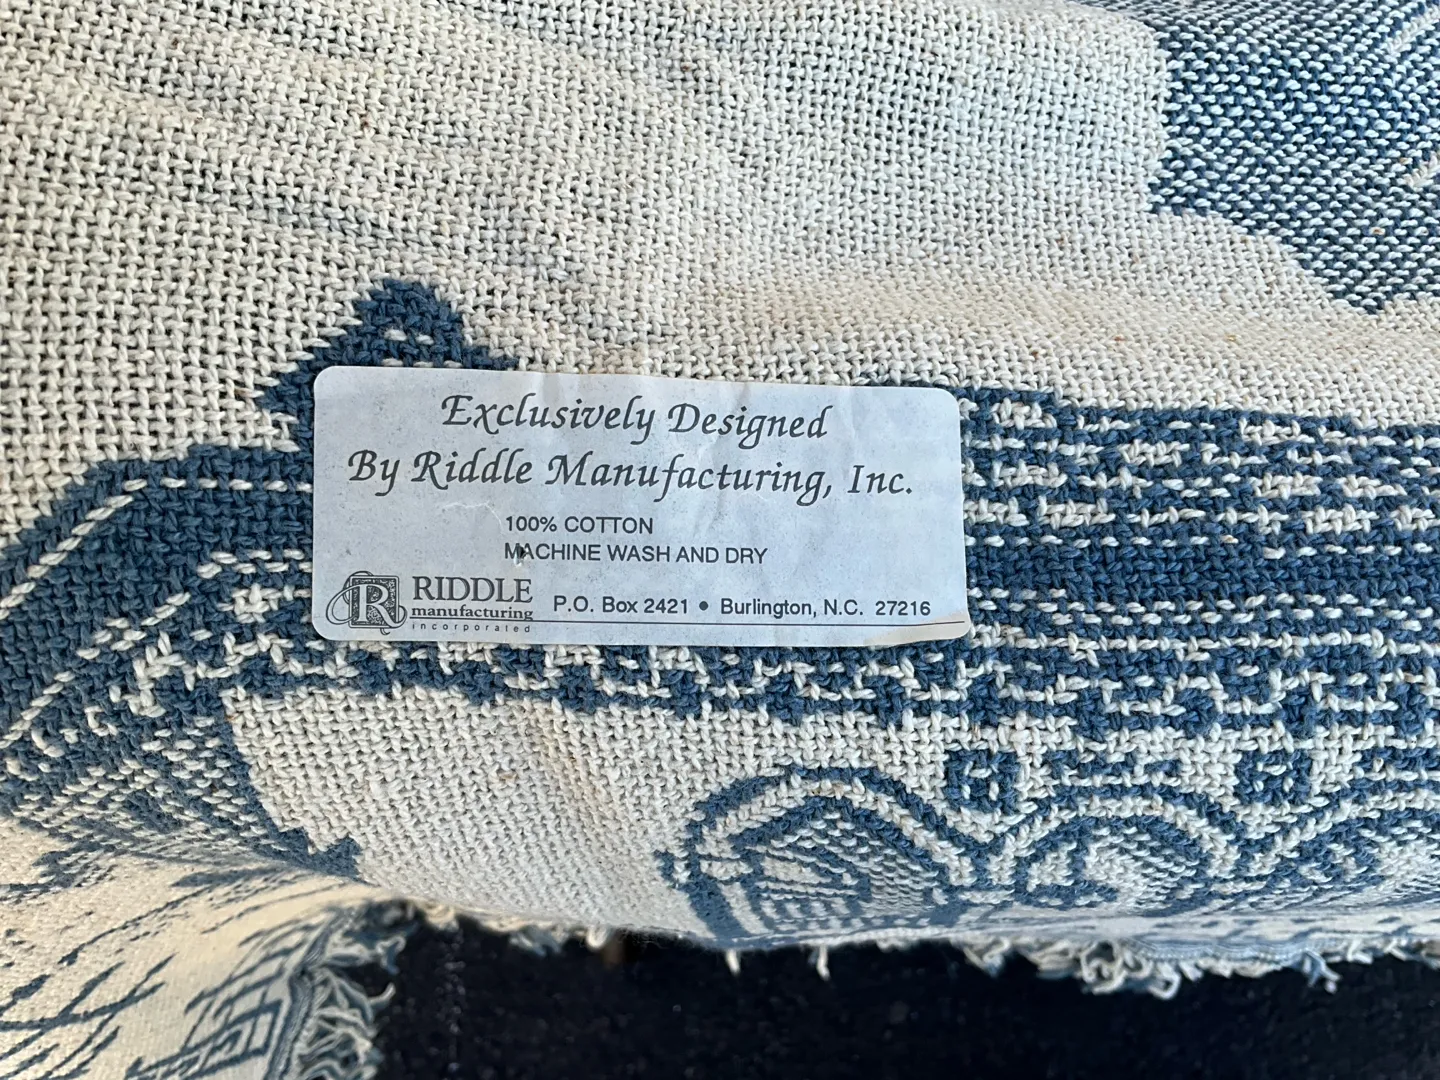 Exclusively Designed
By Riddle Manufacturing, Inc.
100% COTTON
MACHINE WASH AND DRY
R RIDDLE
manufacturing
incorporated
P.O. Box 2421 • Burlington, N.C. 27216